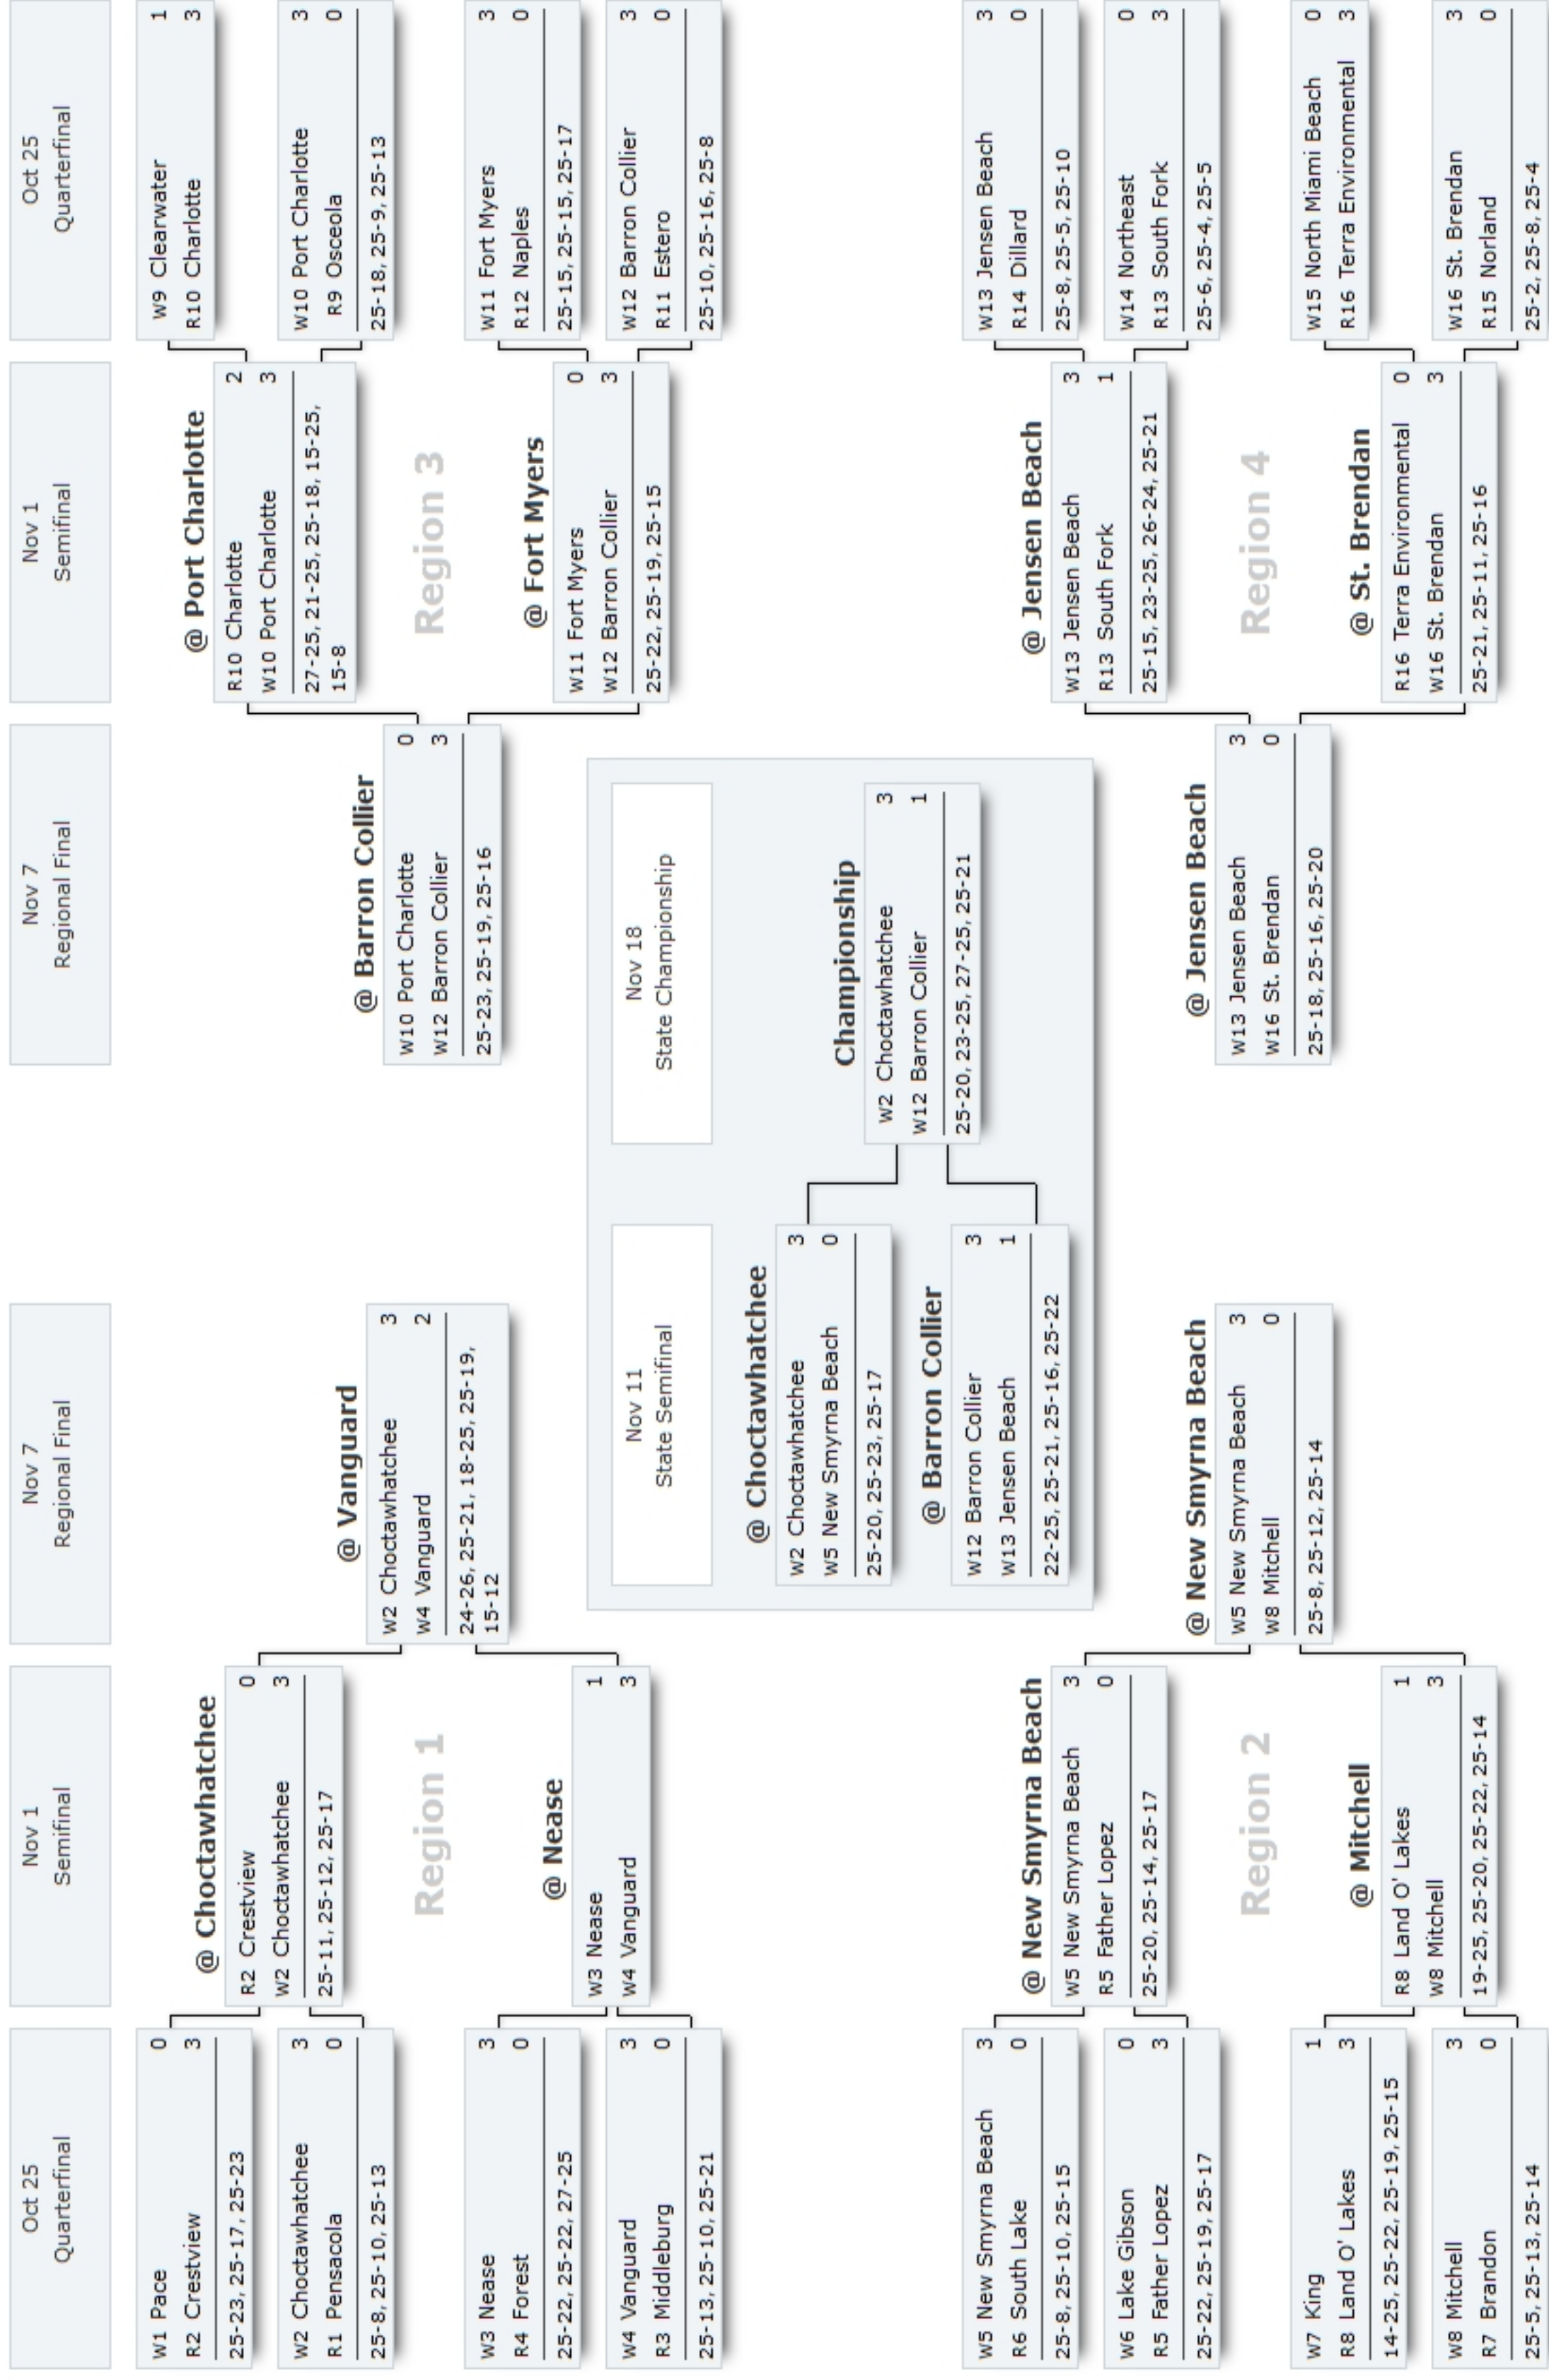 Oct 25
Quarterfinal
Nov 1
Semifinal
Nov 7
Regional Final
Nov 7
Regional Final
Nov 1
Semifinal
Oct 25
Quarterfinal
W1 Pace 0
R2 Crestview 3
25-23, 25-17, 25-23
W2 Choctawhatchee 3
R1 Pensacola 0
25-8, 25-10, 25-13
W3 Nease 3
R4 Forest 0
25-22, 25-22, 27-25
W4 Vanguard 3
R3 Middleburg 0
25-13, 25-10, 25-21
@ Choctawhatchee
R2 Crestview 0
W2 Choctawhatchee 3
25-11, 25-12, 25-17
Region 1
@ Nease
W3 Nease 1
W4 Vanguard 3
@ Vanguard
W2 Choctawhatchee 3
W4 Vanguard 2
24-26, 25-21, 18-25, 25-19,
15-12
W5 New Smyrna Beach 3
R6 South Lake 0
25-8, 25-10, 25-15
W6 Lake Gibson 0
R5 Father Lopez 3
25-22, 25-19, 25-17
W7 King 1
R8 Land O' Lakes 3
14-25, 25-22, 25-19, 25-15
W8 Mitchell 3
R7 Brandon 0
25-5, 25-13, 25-14
@ New Smyrna Beach
W5 New Smyrna Beach 3
R5 Father Lopez 0
25-20, 25-14, 25-17
Region 2
@ Mitchell
R8 Land O' Lakes 1
W8 Mitchell 3
19-25, 25-20, 25-22, 25-14
@ New Smyrna Beach
W5 New Smyrna Beach 3
W8 Mitchell 0
25-8, 25-12, 25-14
Nov 11
State Semifinal
Nov 18
State Championship
@ Choctawhatchee
W2 Choctawhatchee 3
W5 New Smyrna Beach 0
25-20, 25-23, 25-17
@ Barron Collier
W12 Barron Collier 3
W13 Jensen Beach 1
22-25, 25-21, 25-16, 25-22
Championship
W2 Choctawhatchee 3
W12 Barron Collier 1
25-20, 23-25, 27-25, 25-21
@ Barron Collier
W10 Port Charlotte 0
W12 Barron Collier 3
25-23, 25-19, 25-16
@ Port Charlotte
R10 Charlotte 2
W10 Port Charlotte 3
27-25, 21-25, 25-18, 15-25,
15-8
Region 3
@ Fort Myers
W11 Fort Myers 0
W12 Barron Collier 3
25-22, 25-19, 25-15
W9 Clearwater 1
R10 Charlotte 3
W10 Port Charlotte 3
R9 Osceola 0
25-18, 25-9, 25-13
W11 Fort Myers 3
R12 Naples 0
25-15, 25-15, 25-17
W12 Barron Collier 3
R11 Estero 0
25-10, 25-16, 25-8
@ Jensen Beach
W13 Jensen Beach 3
W16 St. Brendan 0
25-18, 25-16, 25-20
@ Jensen Beach
W13 Jensen Beach 3
R13 South Fork 1
25-15, 23-25, 26-24, 25-21
Region 4
@ St. Brendan
R16 Terra Environmental 0
W16 St. Brendan 3
25-21, 25-11, 25-16
W13 Jensen Beach 3
R14 Dillard 0
25-8, 25-5, 25-10
W14 Northeast 0
R13 South Fork 3
25-6, 25-4, 25-5
W15 North Miami Beach 0
R16 Terra Environmental 3
W16 St. Brendan 3
R15 Norland 0
25-2, 25-8, 25-4